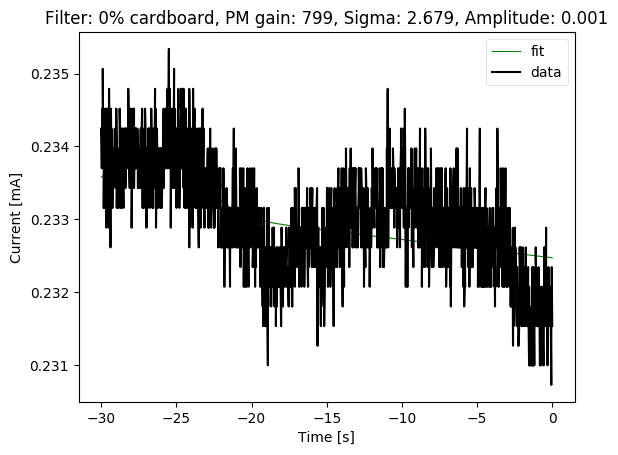 Filter: 0% cardboard, PM gain: 799, Sigma: 2.679, Amplitude: 0.001
fit
data
0.235
0.234
0.233
0.232
0.231
Current [mA]
−30
−25
−20
−15
−10
−5
0
Time [s]